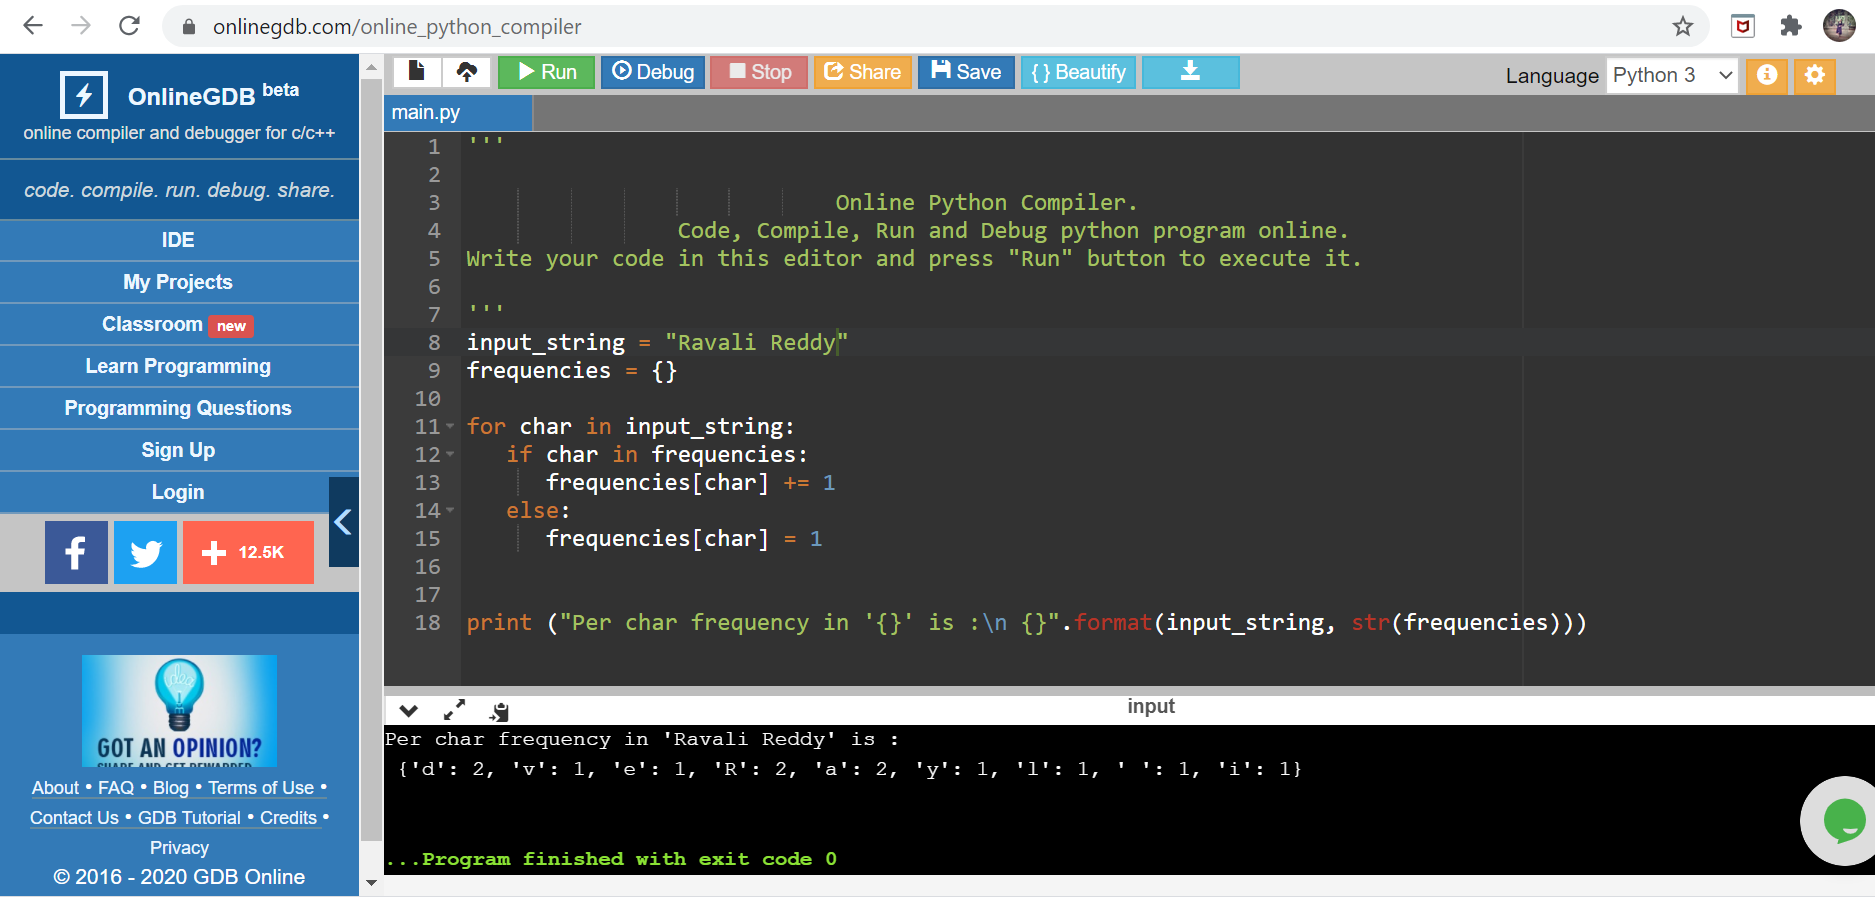 onlinegdb.com/online_python_compiler
OnlineGDB beta
online compiler and debugger for c/c++
code. compile. run. debug. share.
IDE
My Projects
Classroom new
Learn Programming
Programming Questions
Sign Up
Login
12.5K
GOT AN OPINION?
SHARE AND GET REWARDED
About • FAQ • Blog • Terms of Use •
Contact Us • GDB Tutorial • Credits •
Privacy
© 2016 - 2020 GDB Online
Run Debug Stop Share Save { } Beautify Language Python 3
main.py
1 '''
2
3 Online Python Compiler.
4 Code, Compile, Run and Debug python program online.
5 Write your code in this editor and press "Run" button to execute it.
6
7 '''
8 input_string = "Ravali Reddy"
9 frequencies = {}
10
11 for char in input_string:
12 if char in frequencies:
13 frequencies[char] += 1
14 else:
15 frequencies[char] = 1
16
17
18 print ("Per char frequency in '{}' is :\n {}".format(input_string, str(frequencies)))
input
Per char frequency in 'Ravali Reddy' is :
{'d': 2, 'v': 1, 'e': 1, 'R': 2, 'a': 2, 'y': 1, 'l': 1, ' ': 1, 'i': 1}
...Program finished with exit code 0